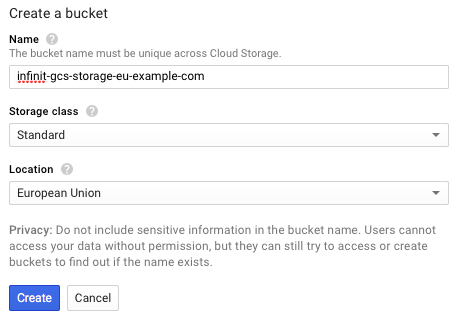 Create a bucket
Name ?
The bucket name must be unique across Cloud Storage.
infinit-gcs-storage-eu-example-com
Storage class ?
Standard
Location ?
European Union
Privacy: Do not include sensitive information in the bucket name. Users cannot
access your data without permission, but they can still try to access or create
buckets to find out if the name exists.
Create Cancel